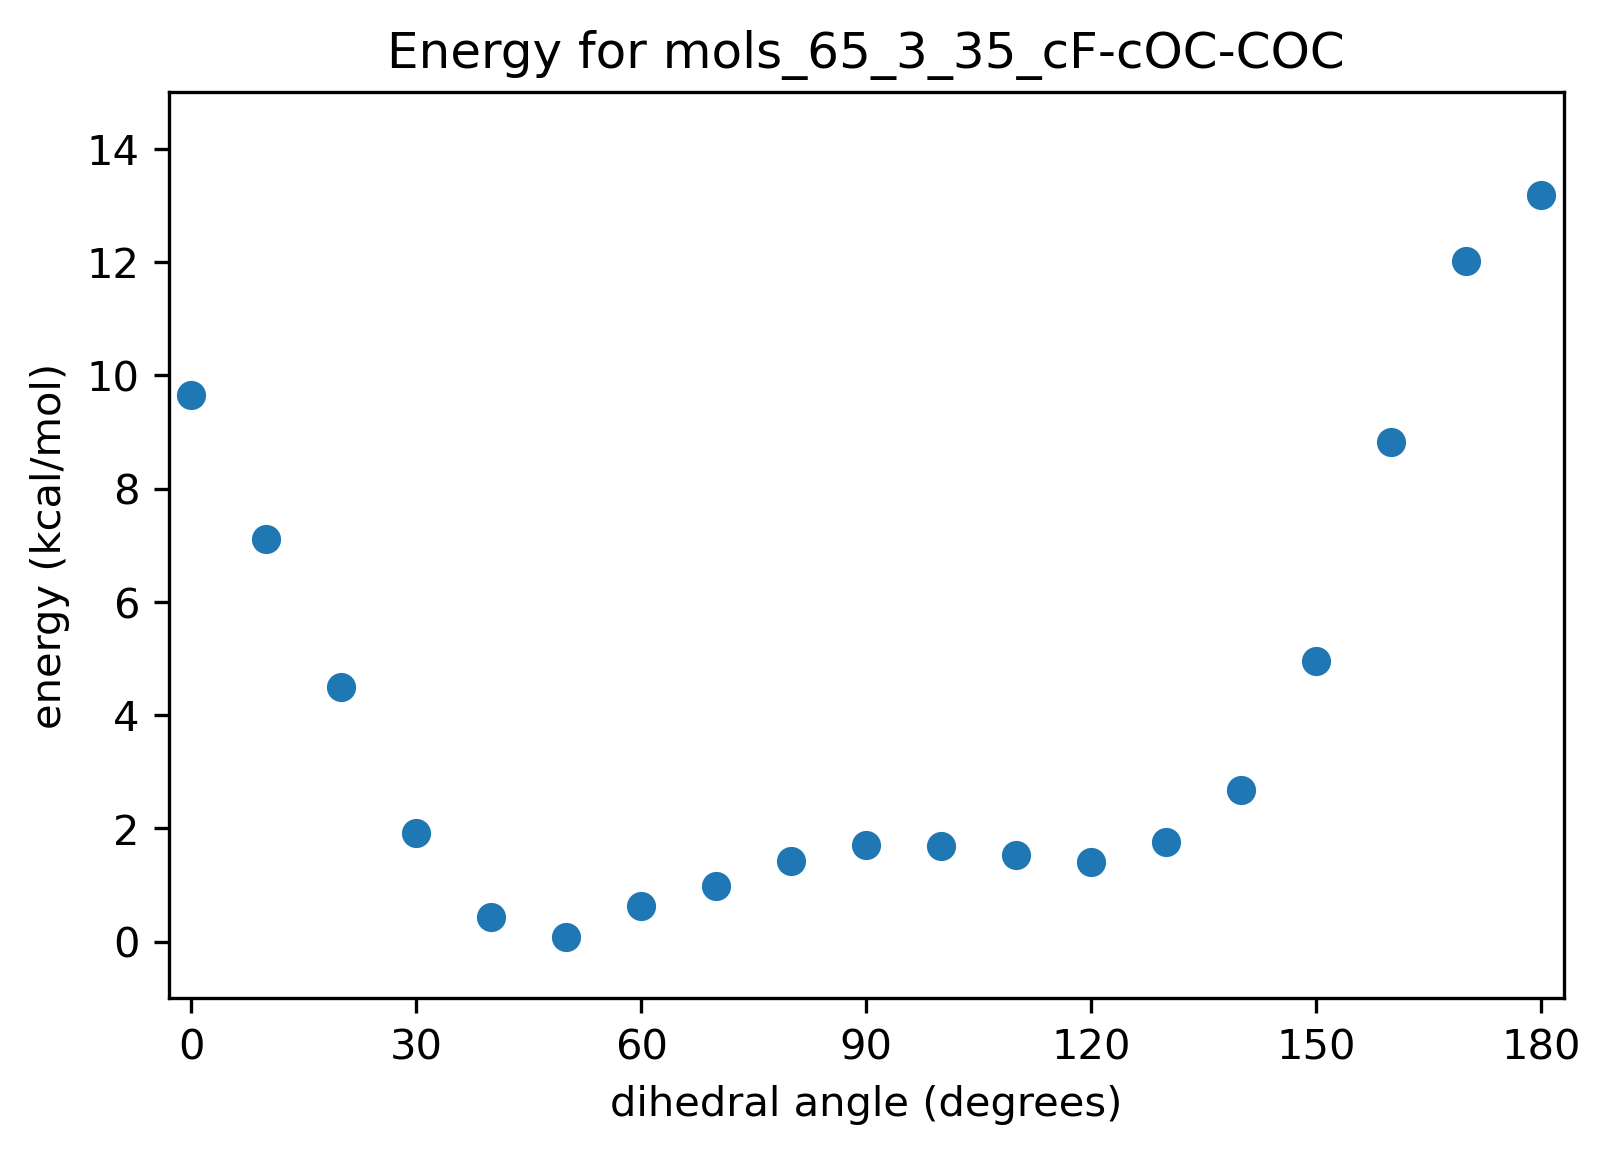 Energy for mols_65_3_35_cF-cOC-COC
14
12
10
8
6
4
2
0
energy (kcal/mol)
0 30 60 90 120 150 180
dihedral angle (degrees)